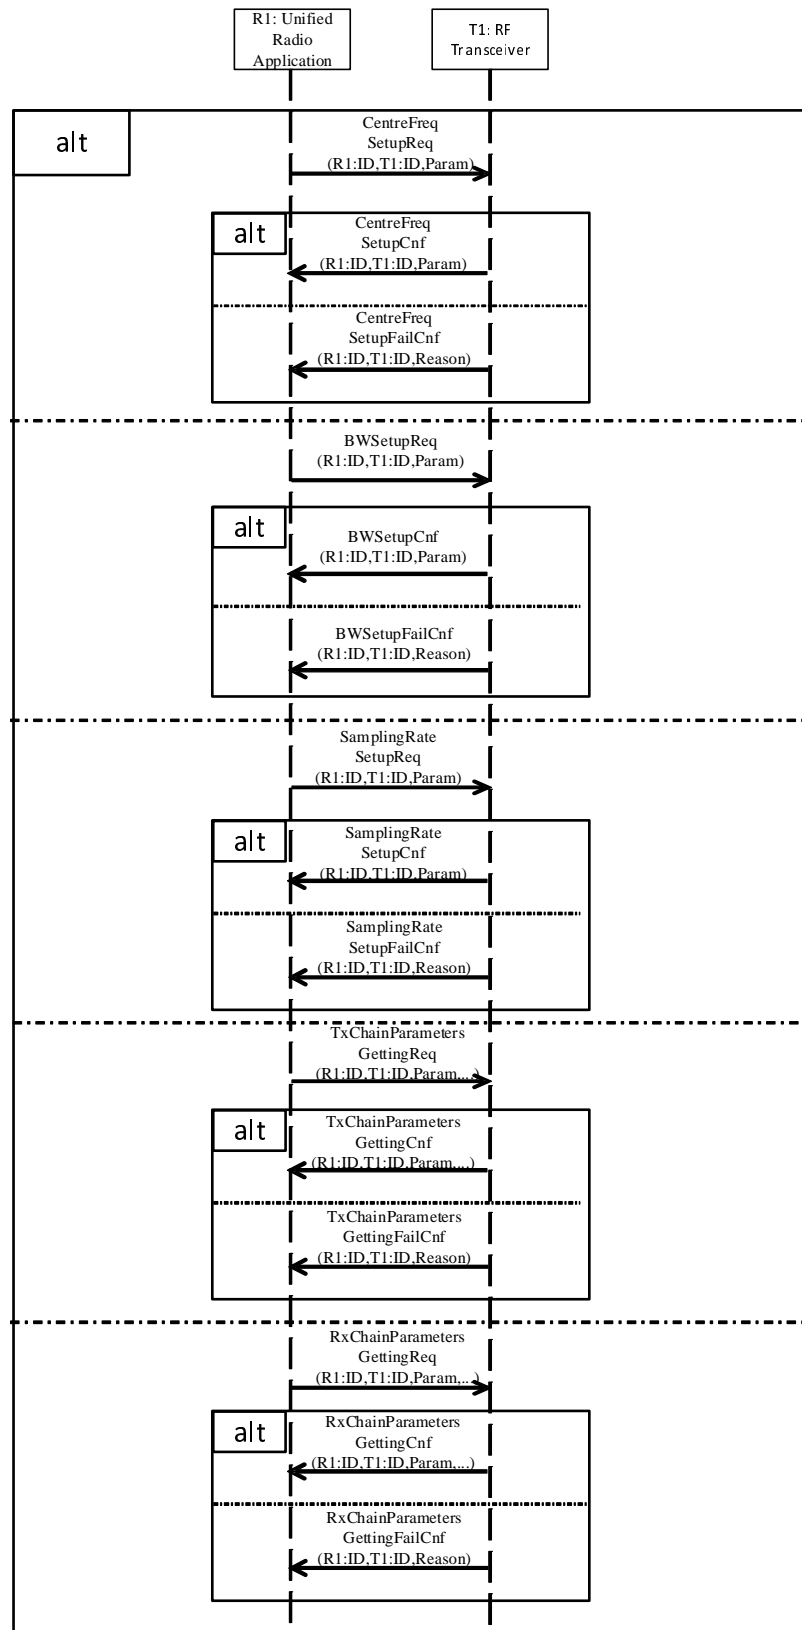 R1: Unified
Radio
Application
T1: RF
Transceiver
alt
CentreFreq
SetupReq
(R1:ID,T1:ID,Param)
alt
CentreFreq
SetupCnf
(R1:ID,T1:ID,Param)
CentreFreq
SetupFailCnf
(R1:ID,T1:ID,Reason)
BWSetupReq
(R1:ID,T1:ID,Param)
alt
BWSetupCnf
(R1:ID,T1:ID,Param)
BWSetupFailCnf
(R1:ID,T1:ID,Reason)
SamplingRate
SetupReq
(R1:ID,T1:ID,Param)
alt
SamplingRate
SetupCnf
(R1:ID,T1:ID,Param)
SamplingRate
SetupFailCnf
(R1:ID,T1:ID,Reason)
TxChainParameters
GettingReq
(R1:ID,T1:ID,Param,...)
alt
TxChainParameters
GettingCnf
(R1:ID,T1:ID,Param,...)
TxChainParameters
GettingFailCnf
(R1:ID,T1:ID,Reason)
RxChainParameters
GettingReq
(R1:ID,T1:ID,Param,...)
alt
RxChainParameters
GettingCnf
(R1:ID,T1:ID,Param,...)
RxChainParameters
GettingFailCnf
(R1:ID,T1:ID,Reason)